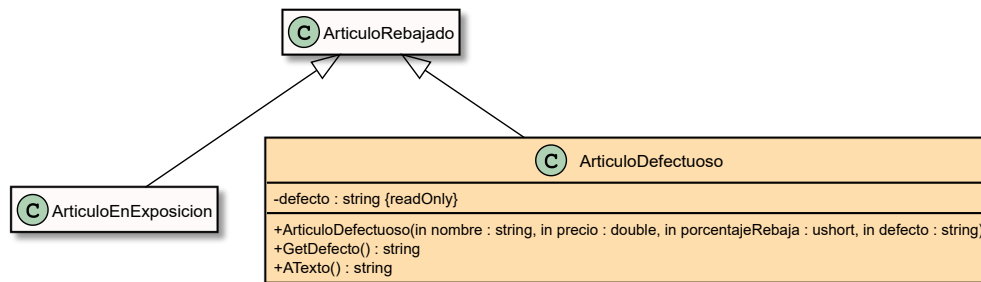 C ArticuloRebajado
C ArticuloEnExposicion
C ArticuloDefectuoso
-defecto : string {readOnly}
+ArticuloDefectuoso(in nombre : string, in precio : double, in porcentajeRebaja : ushort, in defecto : string)
+GetDefecto() : string
+ATexto() : string